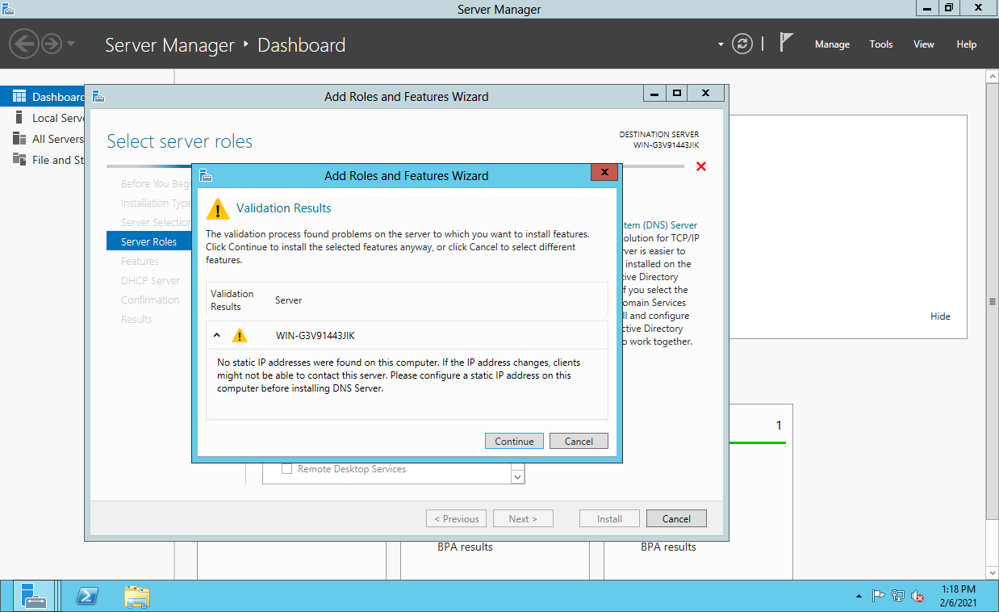 Server Manager
Server Manager
Dashboard
Manage
Tools
View
Help
Dashboard
Local Serve
All Servers
File and St
Add Roles and Features Wizard
Select server roles
DESTINATION SERVER
WIN-G3V91443JIK
Before You Begi
Installation Type
Server Selection
Server Roles
Features
DHCP Server
Confirmation
Results
Add Roles and Features Wizard
Validation Results
The validation process found problems on the server to which you want to install features.
Click Continue to install the selected features anyway, or click Cancel to select different
features.
Validation
Results
Server
WIN-G3V91443JIK
No static IP addresses were found on this computer. If the IP address changes, clients
might not be able to contact this server. Please configure a static IP address on this
computer before installing DNS Server.
Continue
Cancel
tem (DNS) Server
olution for TCP/IP
rver is easier to
installed on the
tive Directory
f you select the
omain Services
ll and configure
ctive Directory
o work together.
Remote Desktop Services
< Previous
Next >
Install
Cancel
Hide
1
BPA results
BPA results
1:18 PM
2/6/2021